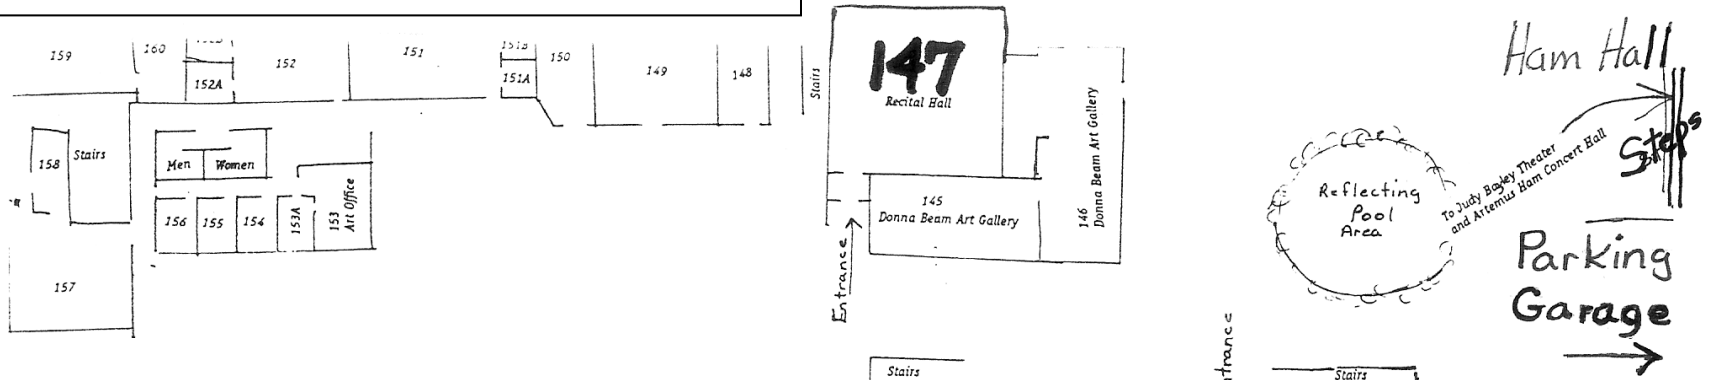 159
160
152A
152
151
151B
151A
150
149
148
Stairs
147
Recital Hall
146
Donna Beam Art Gallery
145
Donna Beam Art Gallery
Entrance
158
Stairs
Men
Women
156
155
154
153A
153
Art Office
157
Stairs
Reflecting
Pool
Area
To Judy Bayley Theater
and Artemus Ham Concert Hall
Ham Hall
Steps
Parking
Garage
Stairs